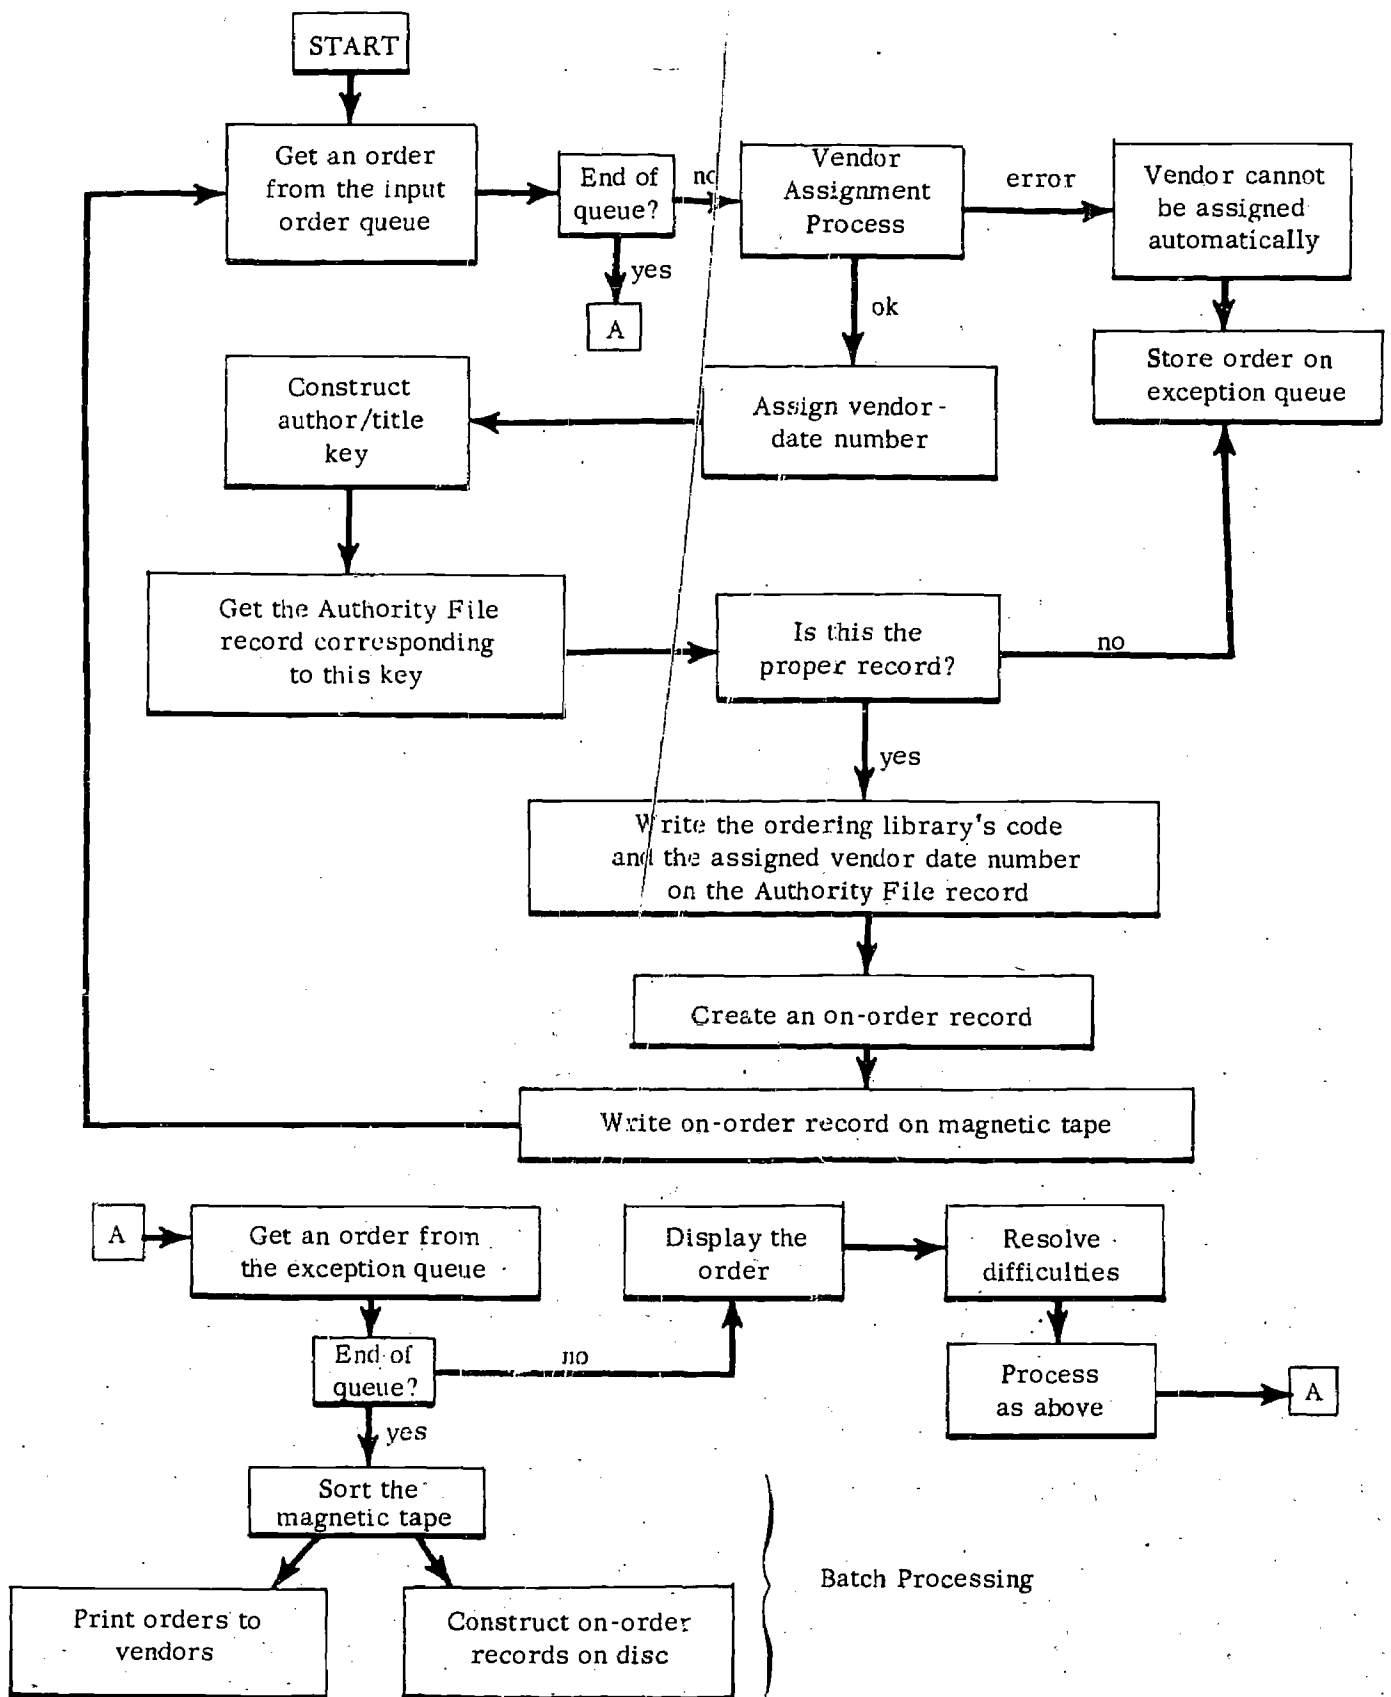 START
Get an order
from the input
order queue
End of
queue?
no
yes
A
Vendor
Assignment
Process
error
ok
Vendor cannot
be assigned
automatically
Store order on
exception queue
Assign vendor-
date number
Construct
author/title
key
Get the Authority File
record corresponding
to this key
Is this the
proper record?
no
yes
Write the ordering library's code
and the assigned vendor date number
on the Authority File record
Create an on-order record
Write on-order record on magnetic tape
A
Get an order from
the exception queue
End of
queue?
no
yes
Display the
order
Resolve
difficulties
Process
as above
A
Sort the
magnetic tape
Print orders to
vendors
Construct on-order
records on disc
Batch Processing